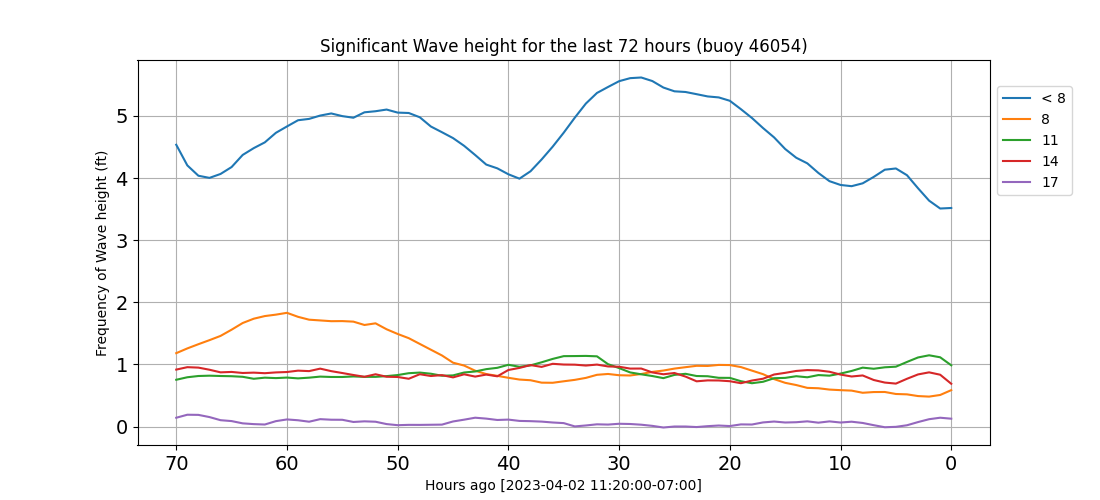 Significant Wave height for the last 72 hours (buoy 46054)
Frequency of Wave height (ft)
5
4
3
2
1
0
70 60 50 40 30 20 10 0
Hours ago [2023-04-02 11:20:00-07:00]
< 8
8
11
14
17